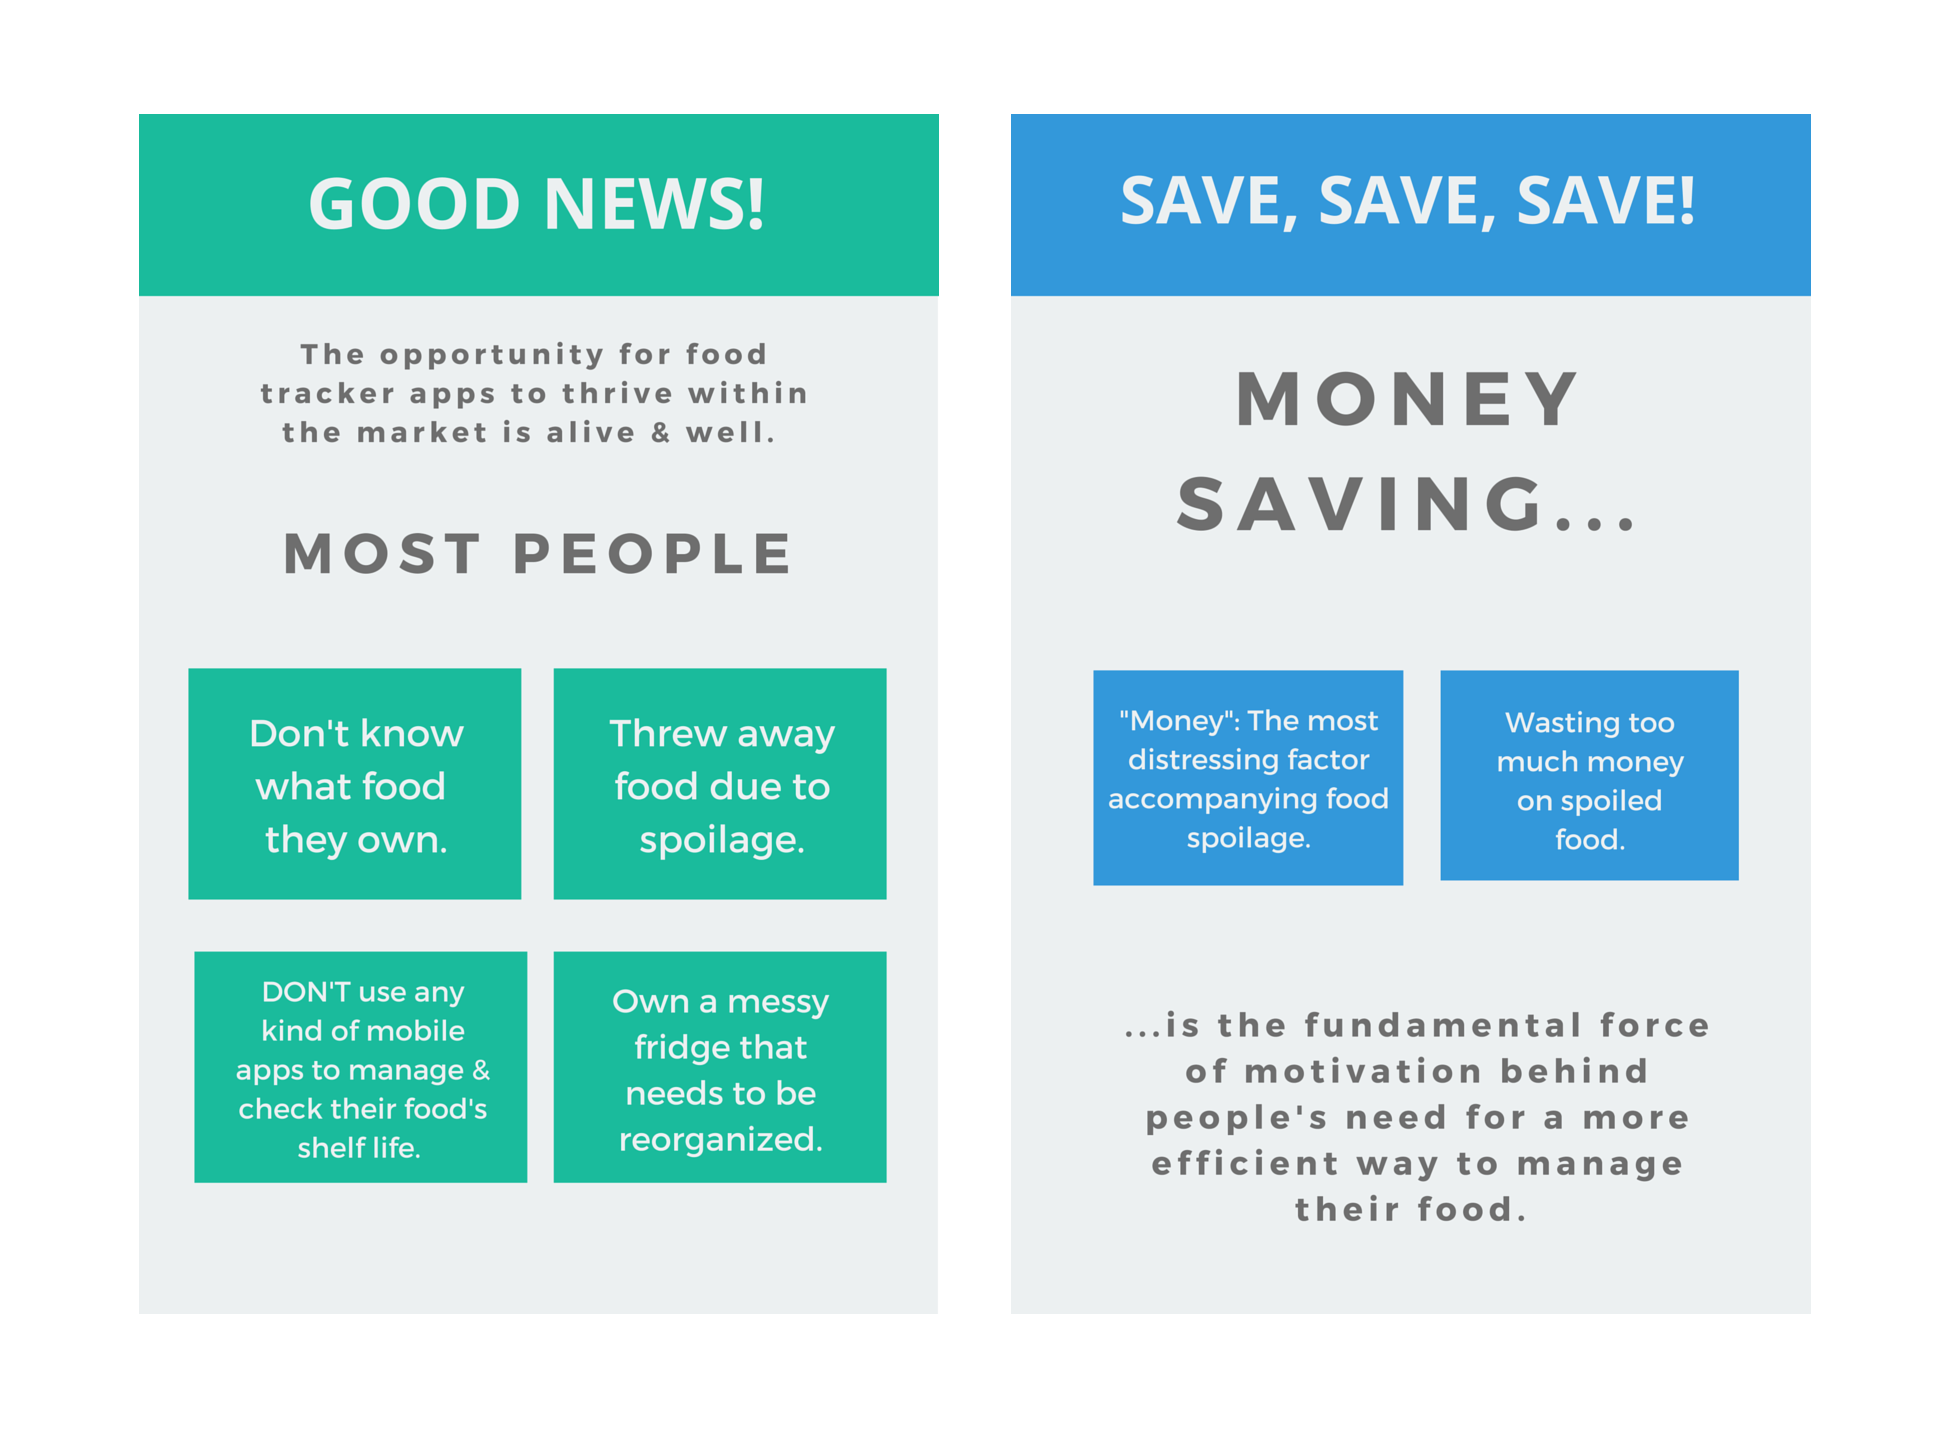 GOOD NEWS!
The opportunity for food
tracker apps to thrive within
the market is alive & well.
MOST PEOPLE
Don't know
what food
they own.
Threw away
food due to
spoilage.
DON'T use any
kind of mobile
apps to manage &
check their food's
shelf life.
Own a messy
fridge that
needs to be
reorganized.
SAVE, SAVE, SAVE!
MONEY
SAVING...
"Money": The most
distressing factor
accompanying food
spoilage.
Wasting too
much money
on spoiled
food.
...is the fundamental force
of motivation behind
people's need for a more
efficient way to manage
their food.